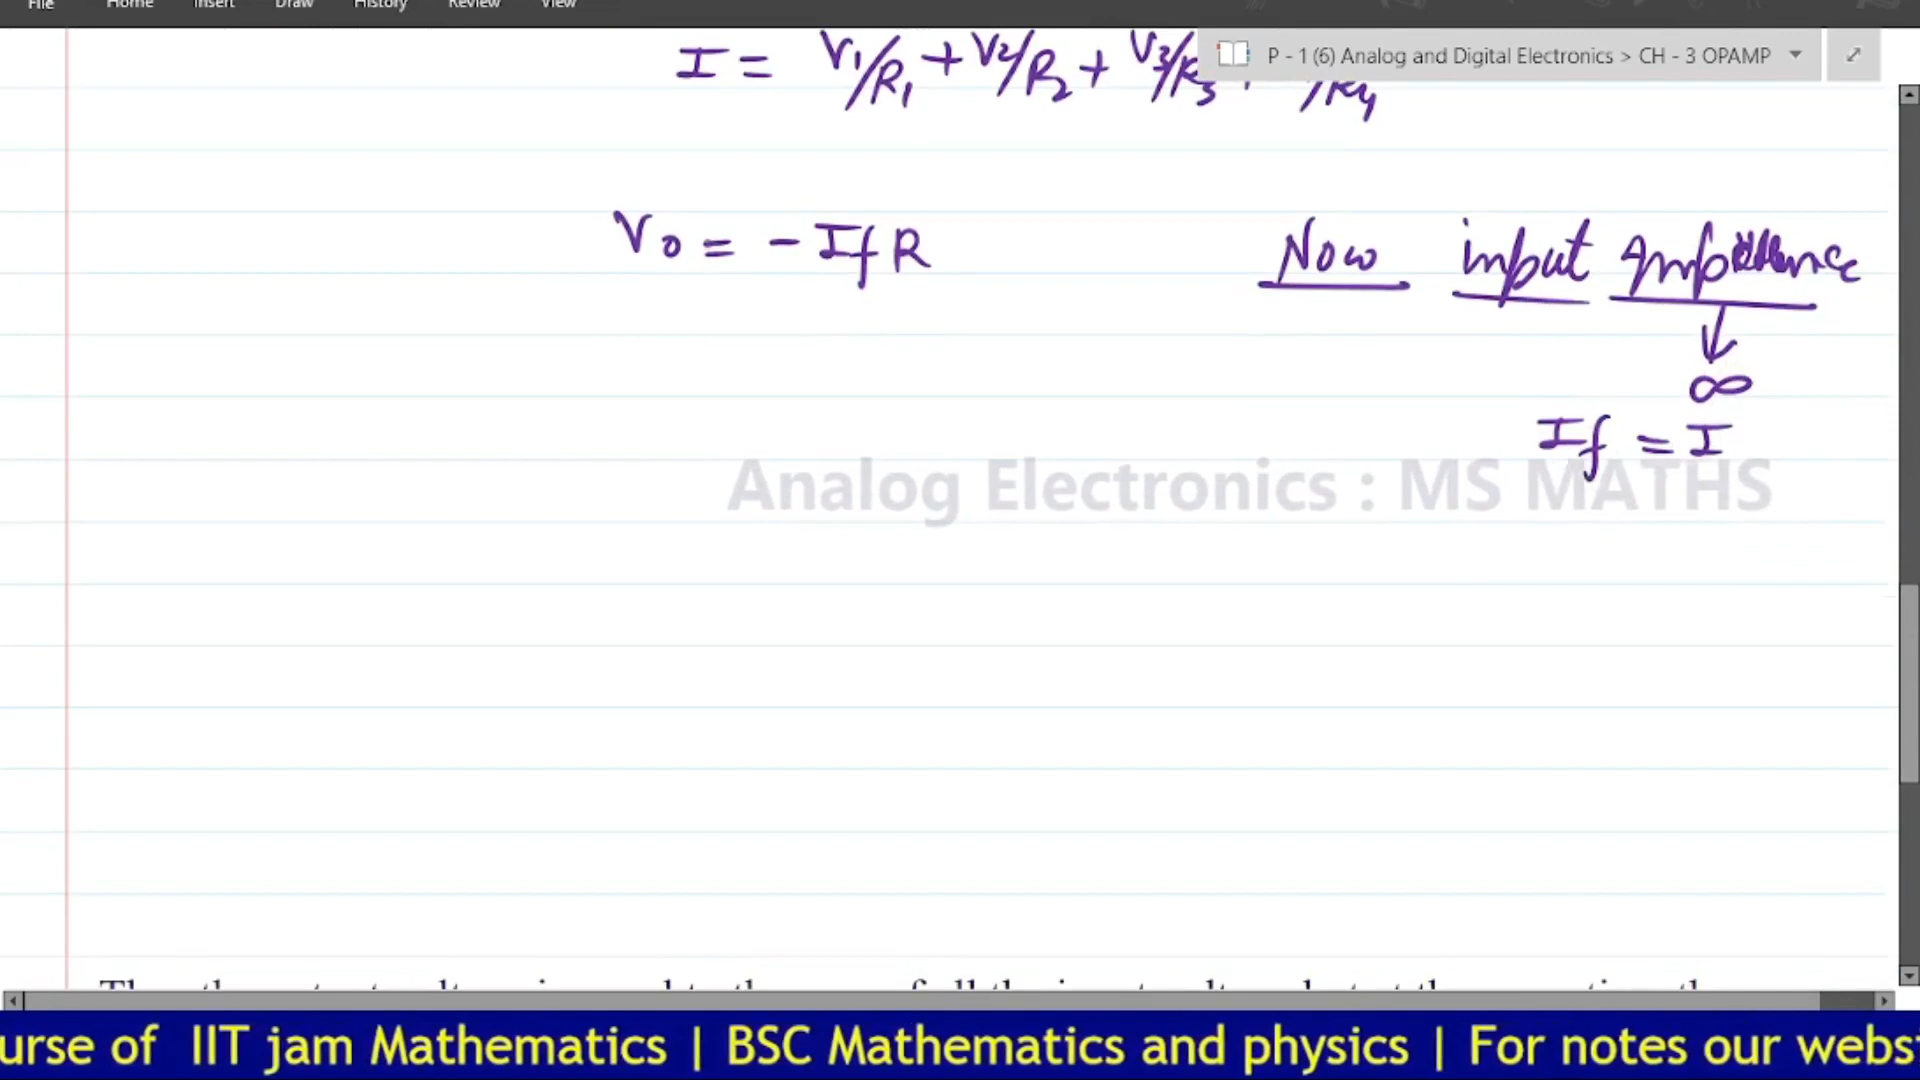 File Home Insert Draw History Review View
P - 1 (6) Analog and Digital Electronics > CH - 3 OPAMP
I = V1/R1 + V2/R2 + V3/R3 + /R4
Vo = - If R Now input
∞
If = I
Analog Electronics : MS MATHS
urse of IIT jam Mathematics | BSC Mathematics and physics | For notes our webs